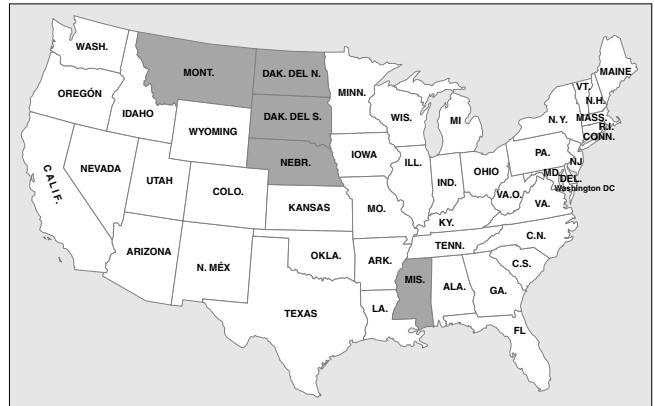 WASH.
MONT.
DAK. DEL N.
MINN.
MAINE
OREGÓN
IDAHO
WYOMING
DAK. DEL S.
WIS.
MI
N.Y.
VT.
N.H.
MASS.
R.I.
CONN.
NEVADA
UTAH
COLO.
NEBR.
IOWA
ILL.
IND.
OHIO
PA.
NJ
MD.
DEL.
Washington DC
CALIF.
KANSAS
MO.
KY.
VA.O.
VA.
ARIZONA
N. MÉX
OKLA.
ARK.
TENN.
C.N.
C.S.
TEXAS
LA.
MIS.
ALA.
GA.
FL